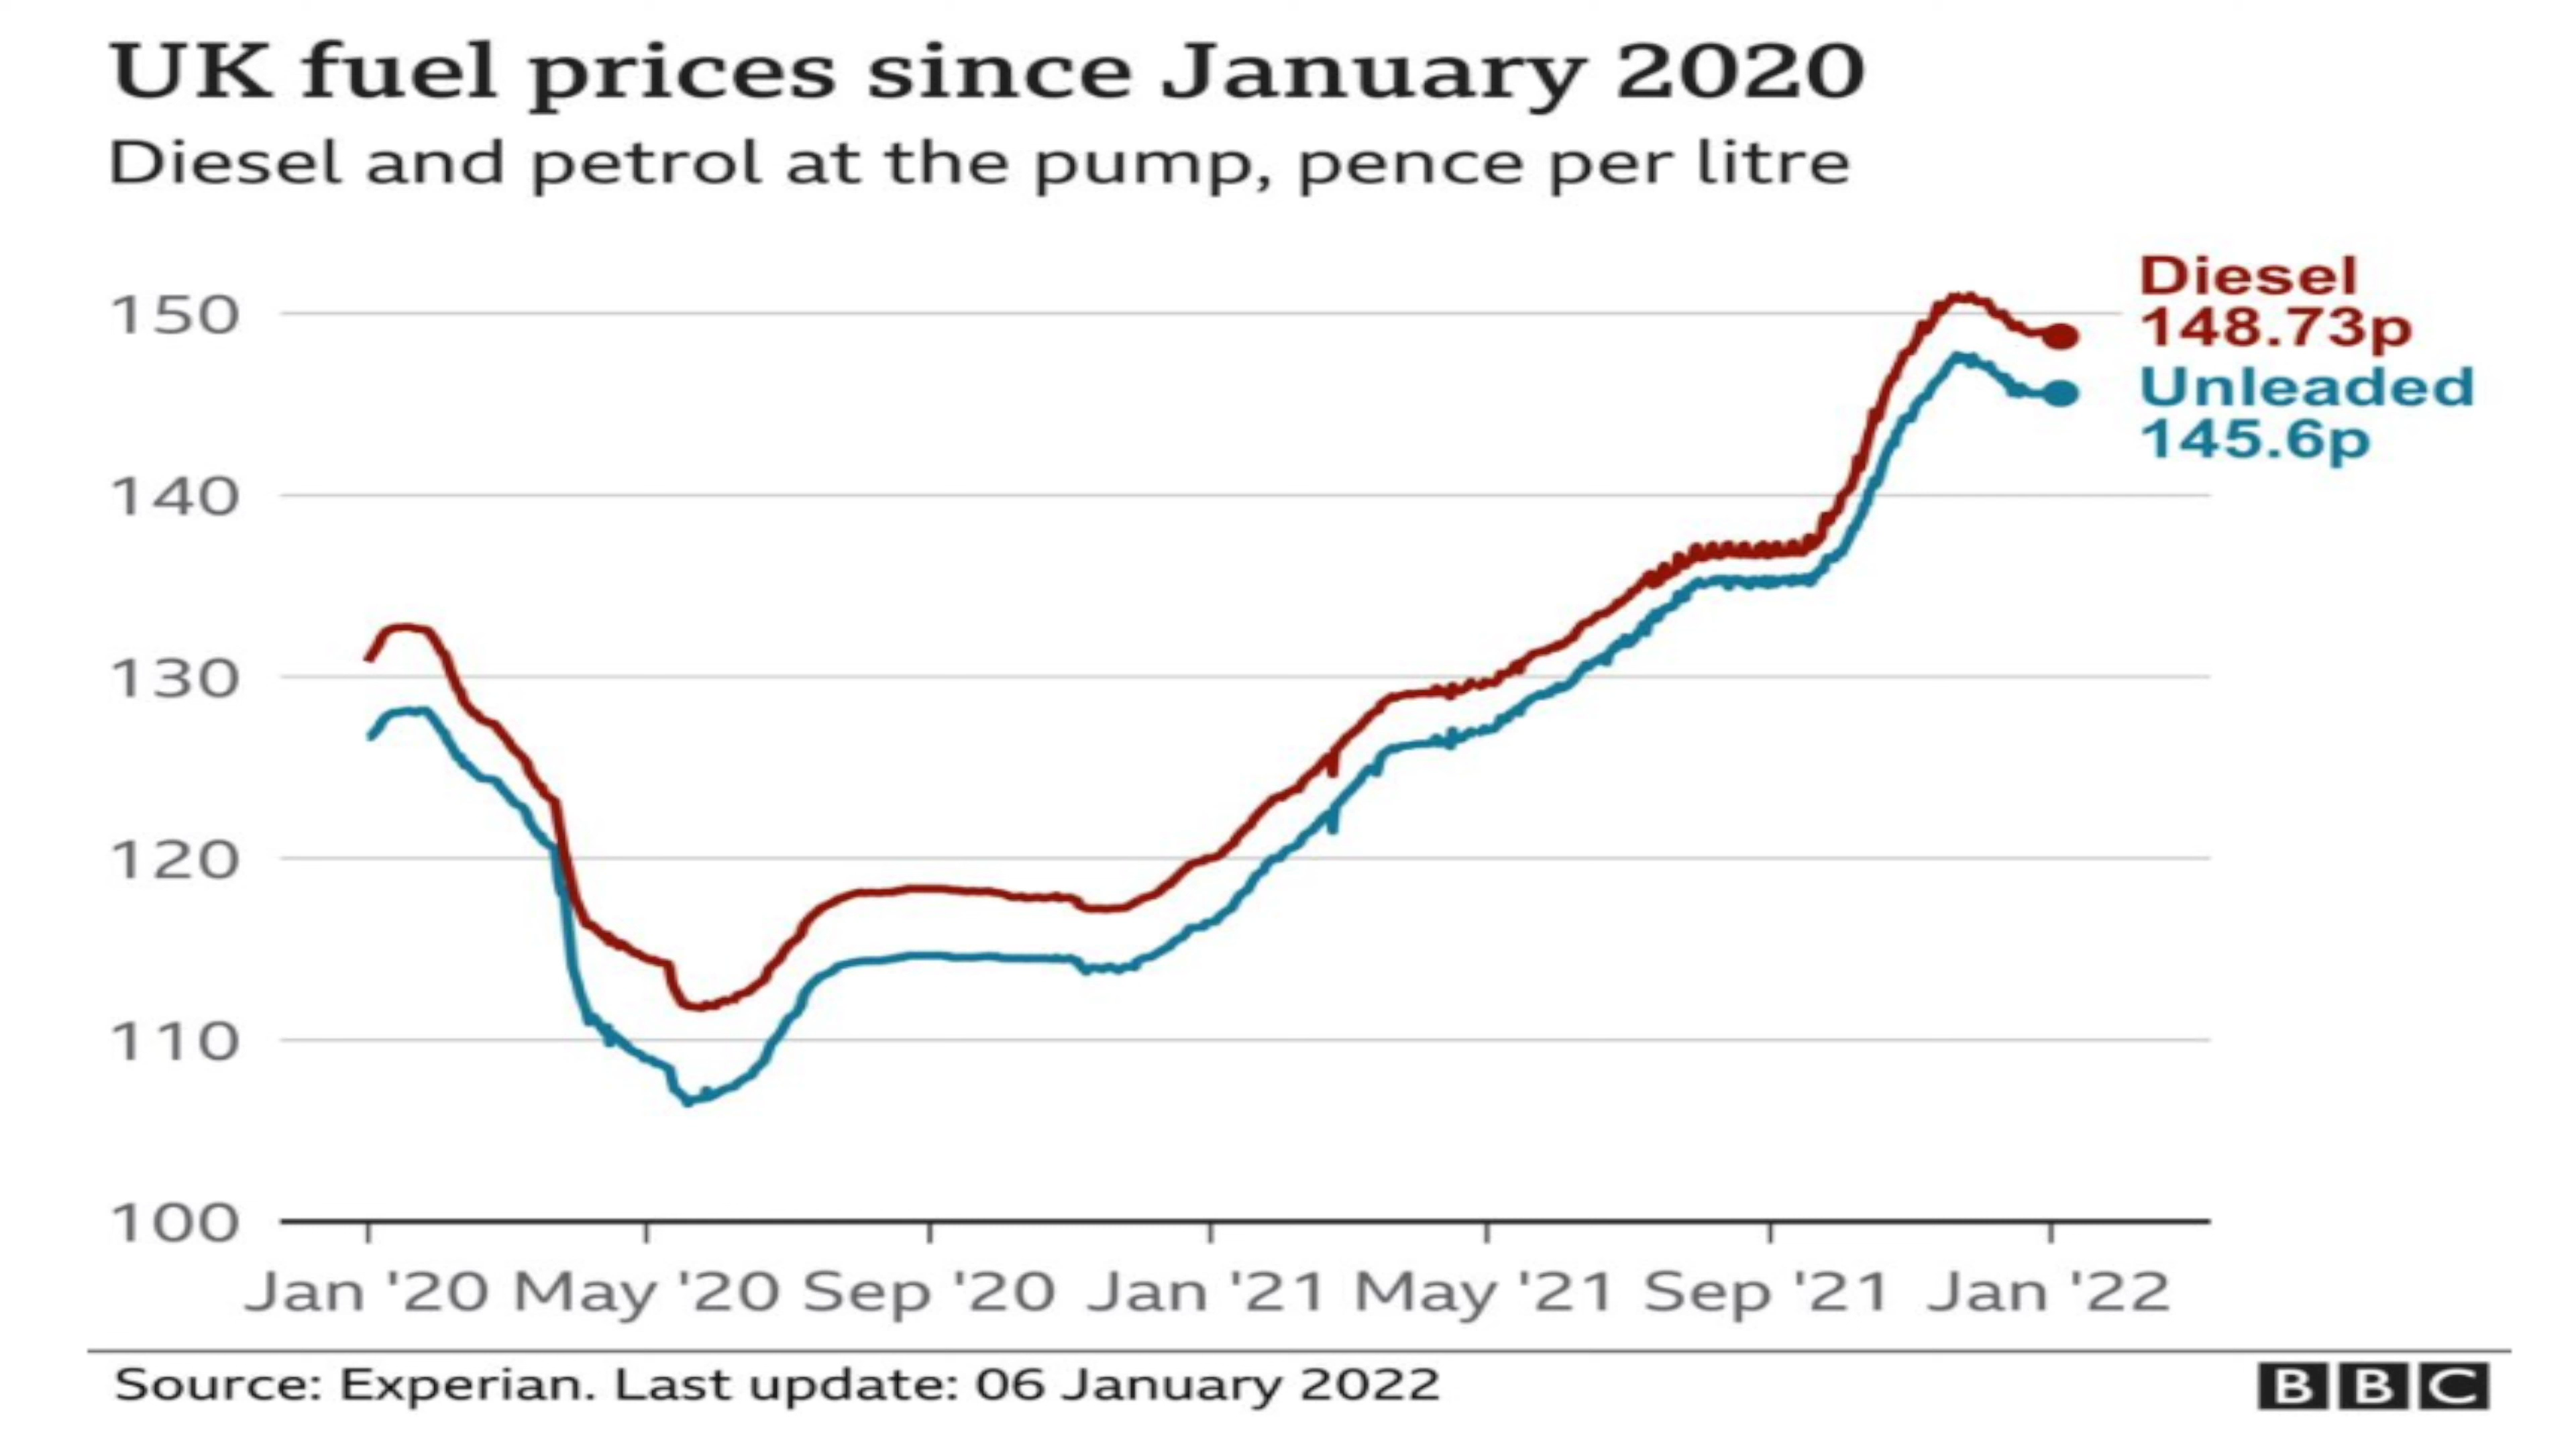 UK fuel prices since January 2020
Diesel and petrol at the pump, pence per litre
Diesel
148.73p
Unleaded
145.6p
150
140
130
120
110
100
Jan '20 May '20 Sep '20 Jan '21 May '21 Sep '21 Jan '22
Source: Experian. Last update: 06 January 2022
BBC